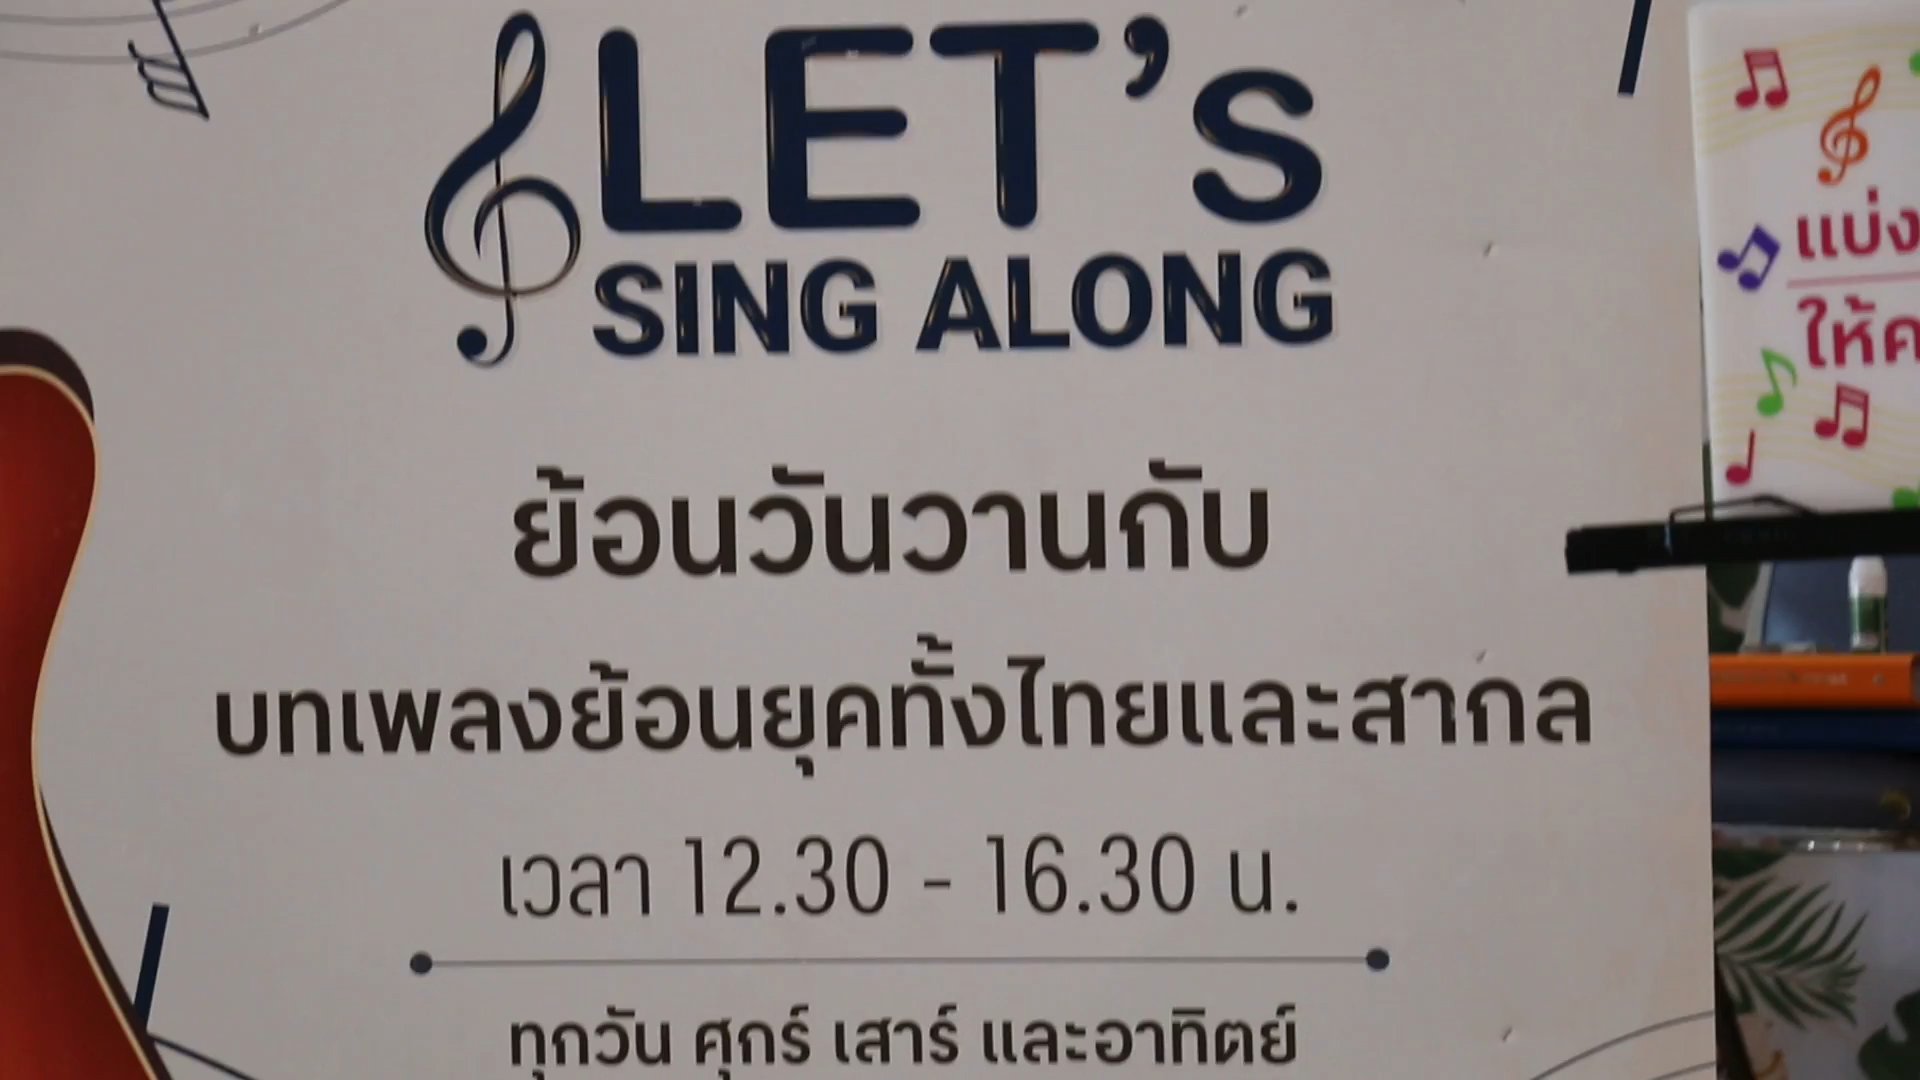 LET's
SING ALONG
ย้อนวันวานกับ
บทเพลงย้อนยุคทั้งไทยและสากล
เวลา 12.30 - 16.30 น.
ทุกวัน ศุกร์ เสาร์ และอาทิตย์
แบ่ง
ให้ค